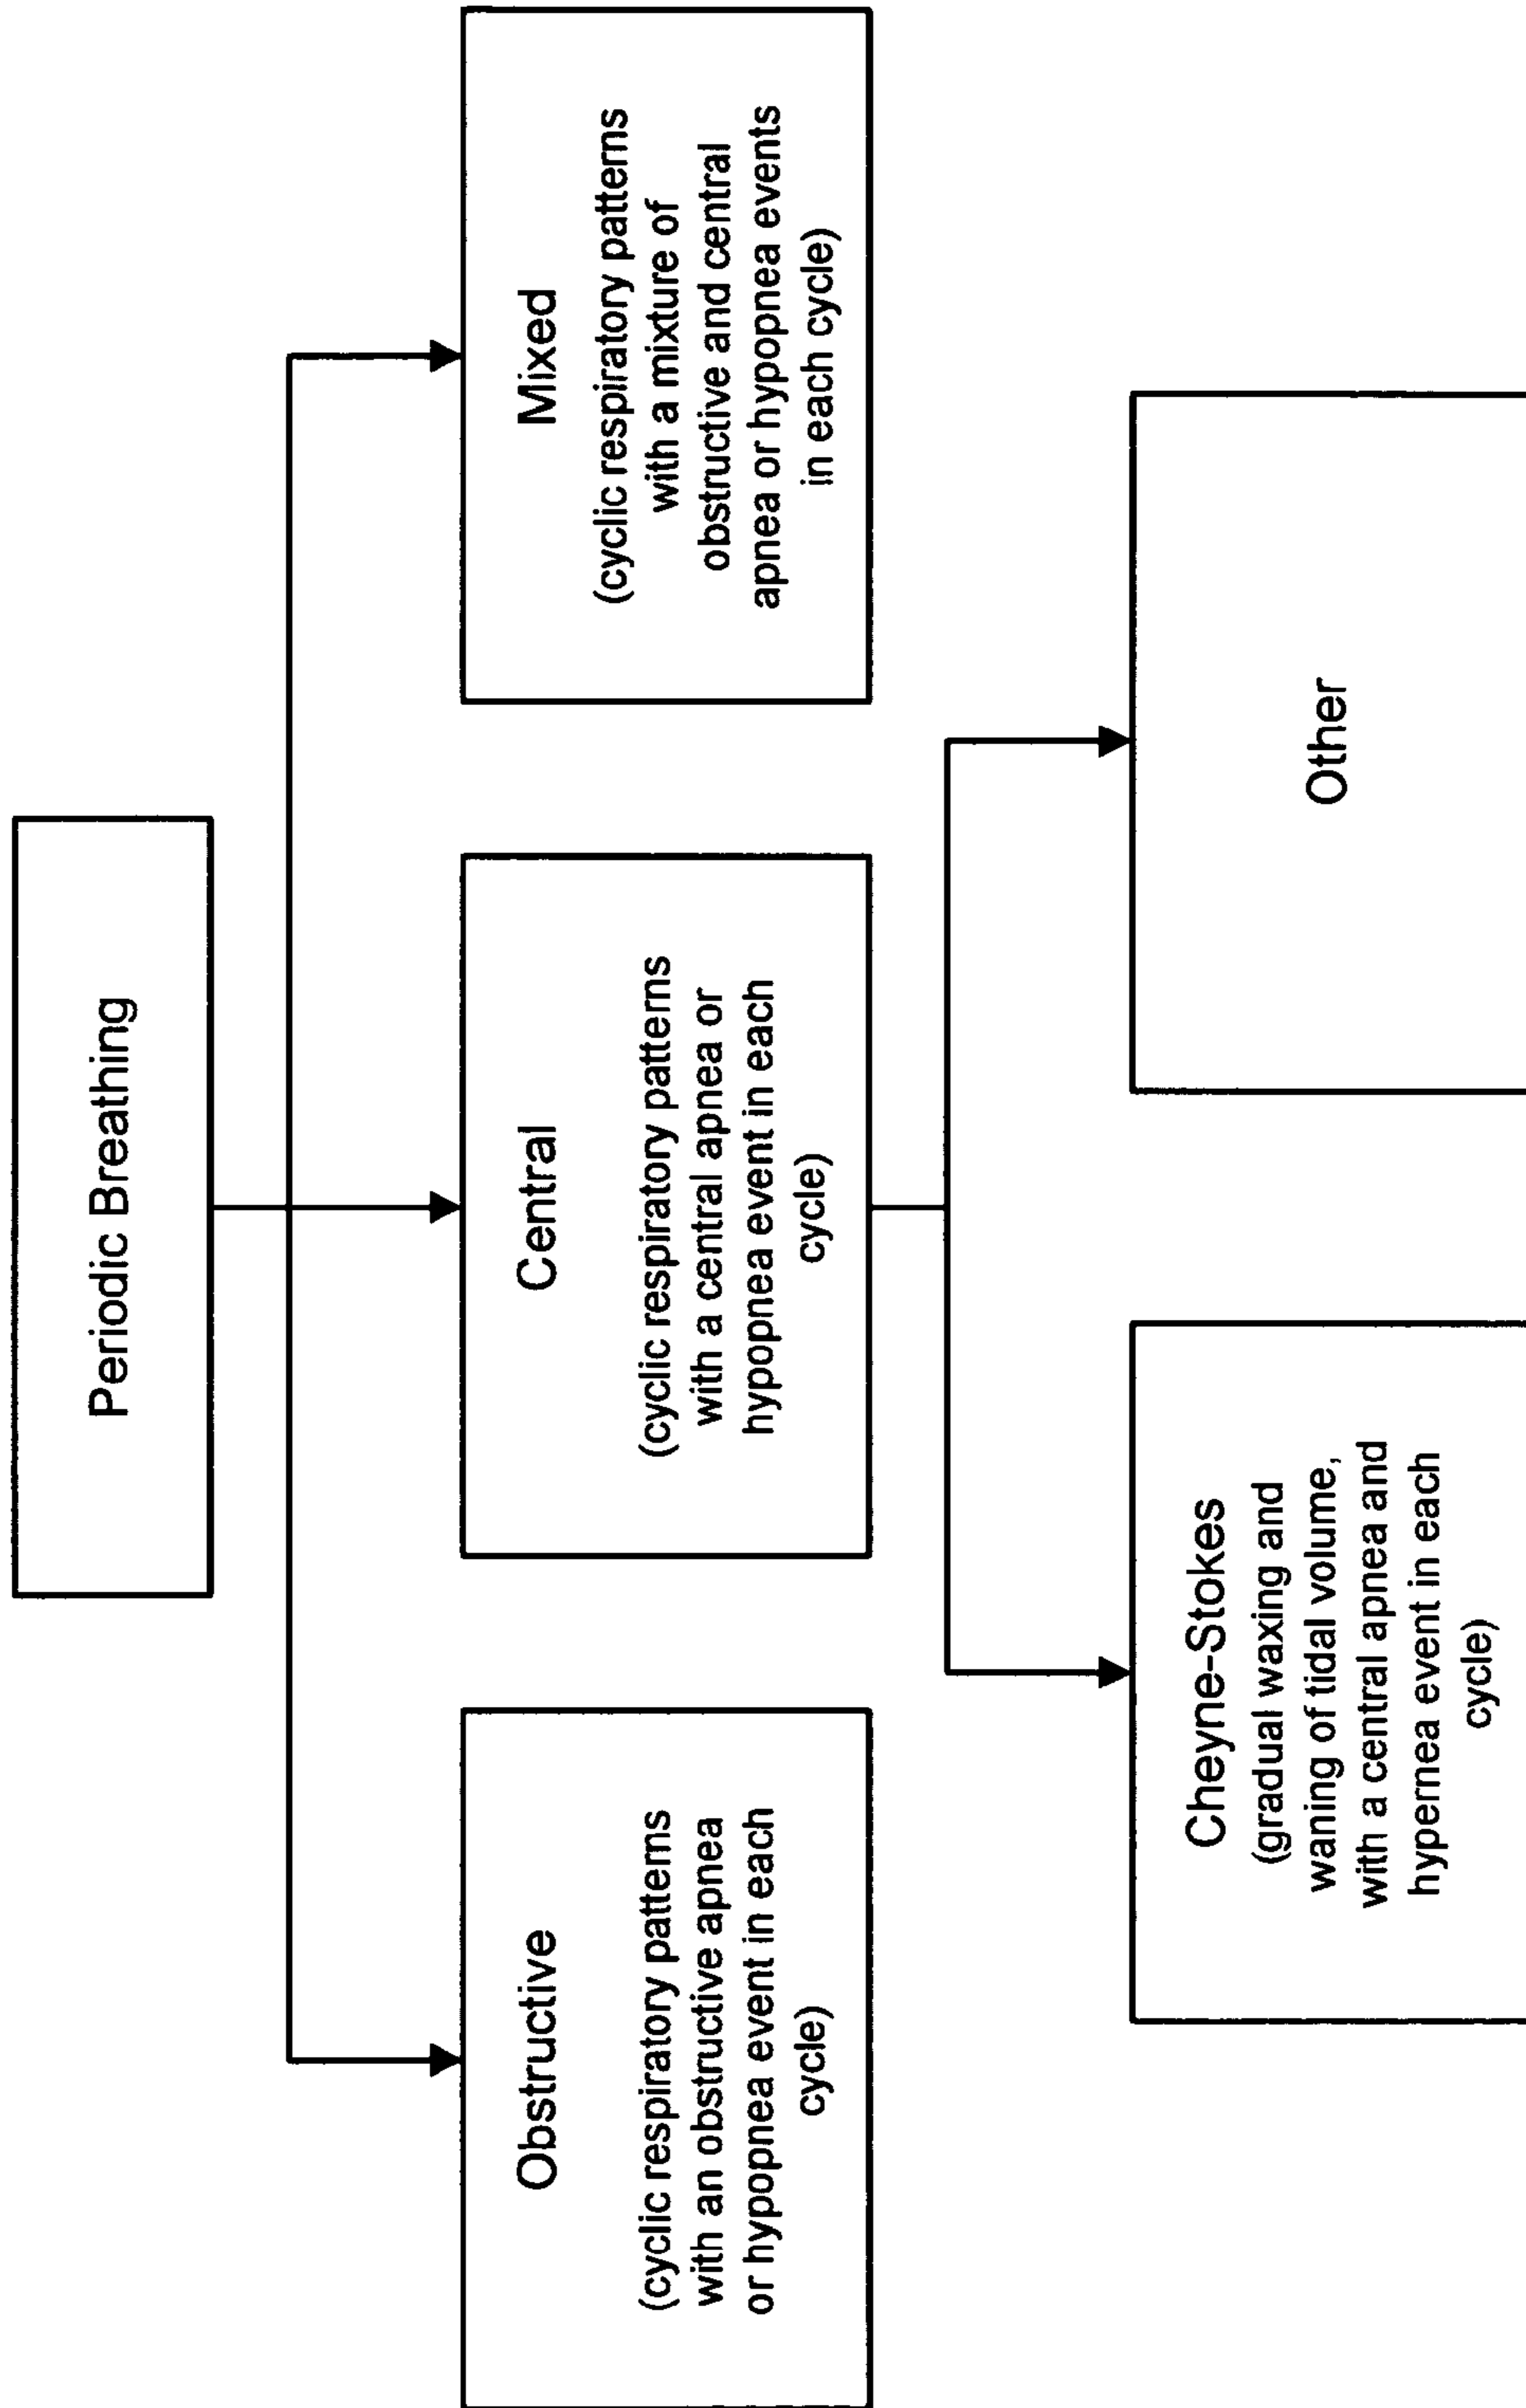 Periodic Breathing
Obstructive
(cyclic respiratory patterns
with an obstructive apnea
or hypopnea event in each
cycle)
Central
(cyclic respiratory patterns
with a central apnea or
hypopnea event in each
cycle)
Mixed
(cyclic respiratory patterns
with a mixture of
obstructive and central
apnea or hypopnea events
in each cycle)
Cheyne-Stokes
(gradual waxing and
waning of tidal volume,
with a central apnea and
hypernea event in each
cycle)
Other